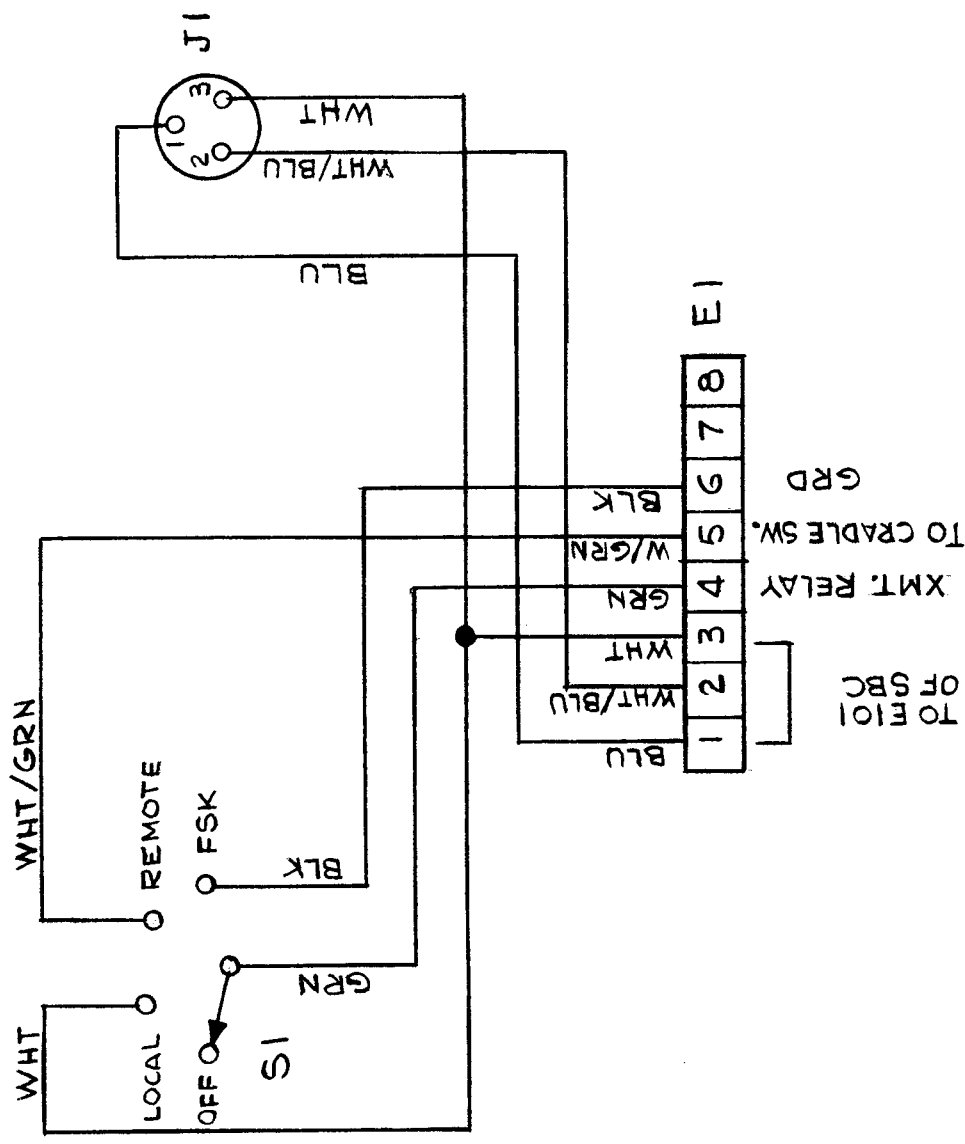 J1
1
2
3
WHT
WHT/BLU
BLU
E1
8
7
6
5
4
3
2
1
GRD
TO CRADLE SW.
XMT. RELAY
TO E101
OF SBC
BLK
W/GRN
GRN
WHT
WHT/BLU
BLU
WHT/GRN
REMOTE
FSK
BLK
GRN
WHT
LOCAL
OFF
S1